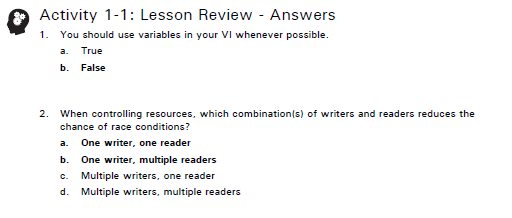 Activity 1-1: Lesson Review - Answers
1. You should use variables in your VI whenever possible.
a. True
b. False
2. When controlling resources, which combination(s) of writers and readers reduces the
chance of race conditions?
a. One writer, one reader
b. One writer, multiple readers
c. Multiple writers, one reader
d. Multiple writers, multiple readers